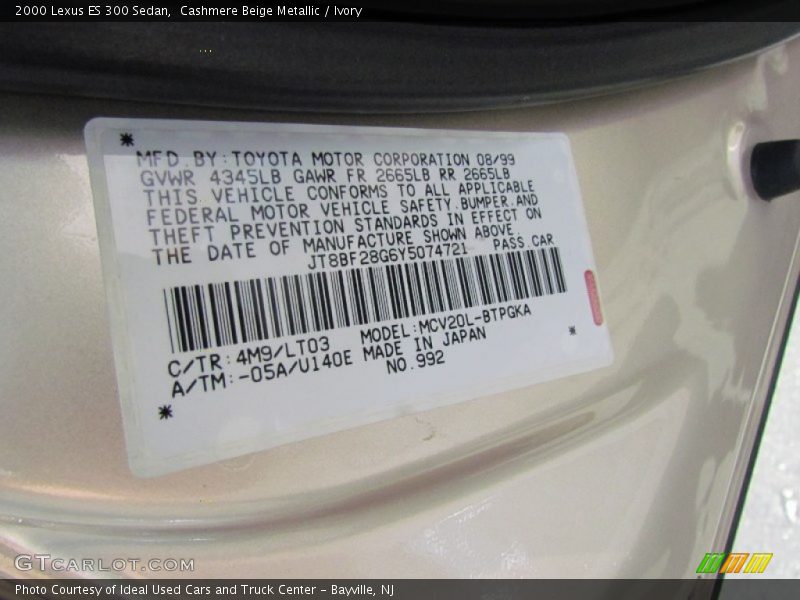 2000 Lexus ES 300 Sedan,  Cashmere Beige Metallic / Ivory
MFD.BY:TOYOTA MOTOR CORPORATION 08/99
GVWR 4345LB GAWR FR 2665LB RR 2665LB
THIS VEHICLE CONFORMS TO ALL APPLICABLE
FEDERAL MOTOR VEHICLE SAFETY,BUMPER,AND
THEFT PREVENTION STANDARDS IN EFFECT ON
THE DATE OF MANUFACTURE SHOWN ABOVE.
JT8BF28G6Y5074721 PASS.CAR
C/TR:4M9/LT03 MODEL:MCV20L-BTPGKA
A/TM:-05A/U140E MADE IN JAPAN
NO.992
GTCARLOT.COM
Photo Courtesy of Ideal Used Cars and Truck Center – Bayville, NJ